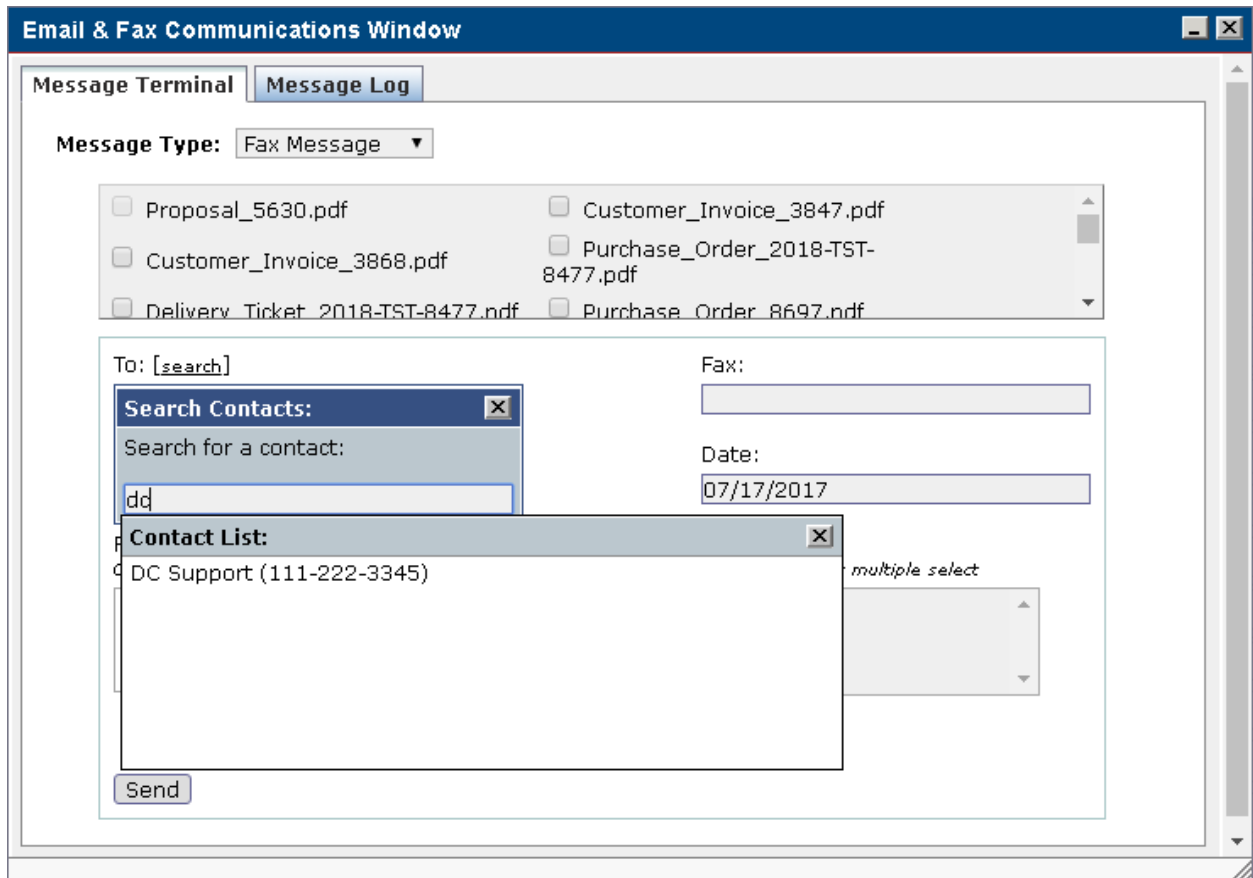 Email & Fax Communications Window
Message Terminal Message Log
Message Type: Fax Message
Proposal_5630.pdf Customer_Invoice_3847.pdf
Customer_Invoice_3868.pdf Purchase_Order_2018-TST-
8477.pdf
Delivery_Ticket_2018-TST-8477.pdf Purchase_Order_8697.pdf
To: [search] Fax:
Search Contacts:
Search for a contact:
Date:
dc 07/17/2017
Contact List:
DC Support (111-222-3345) multiple select
Send